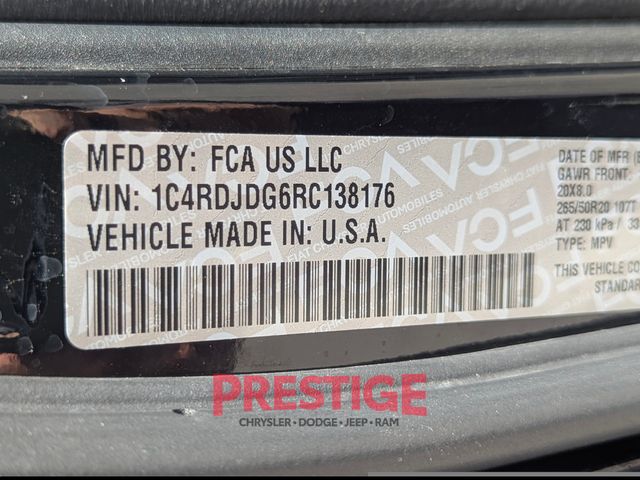 MFD BY: FCA US LLC
VIN: 1C4RDJDG6RC138176
VEHICLE MADE IN: U.S.A.
DATE OF MFR
GAWR FRONT:
20X8.0
265/50R20 107T
AT 230 kPa / 33
TYPE: MPV
THIS VEHICLE
STANDAR
PRESTIGE
CHRYSLER • DODGE • JEEP • RAM